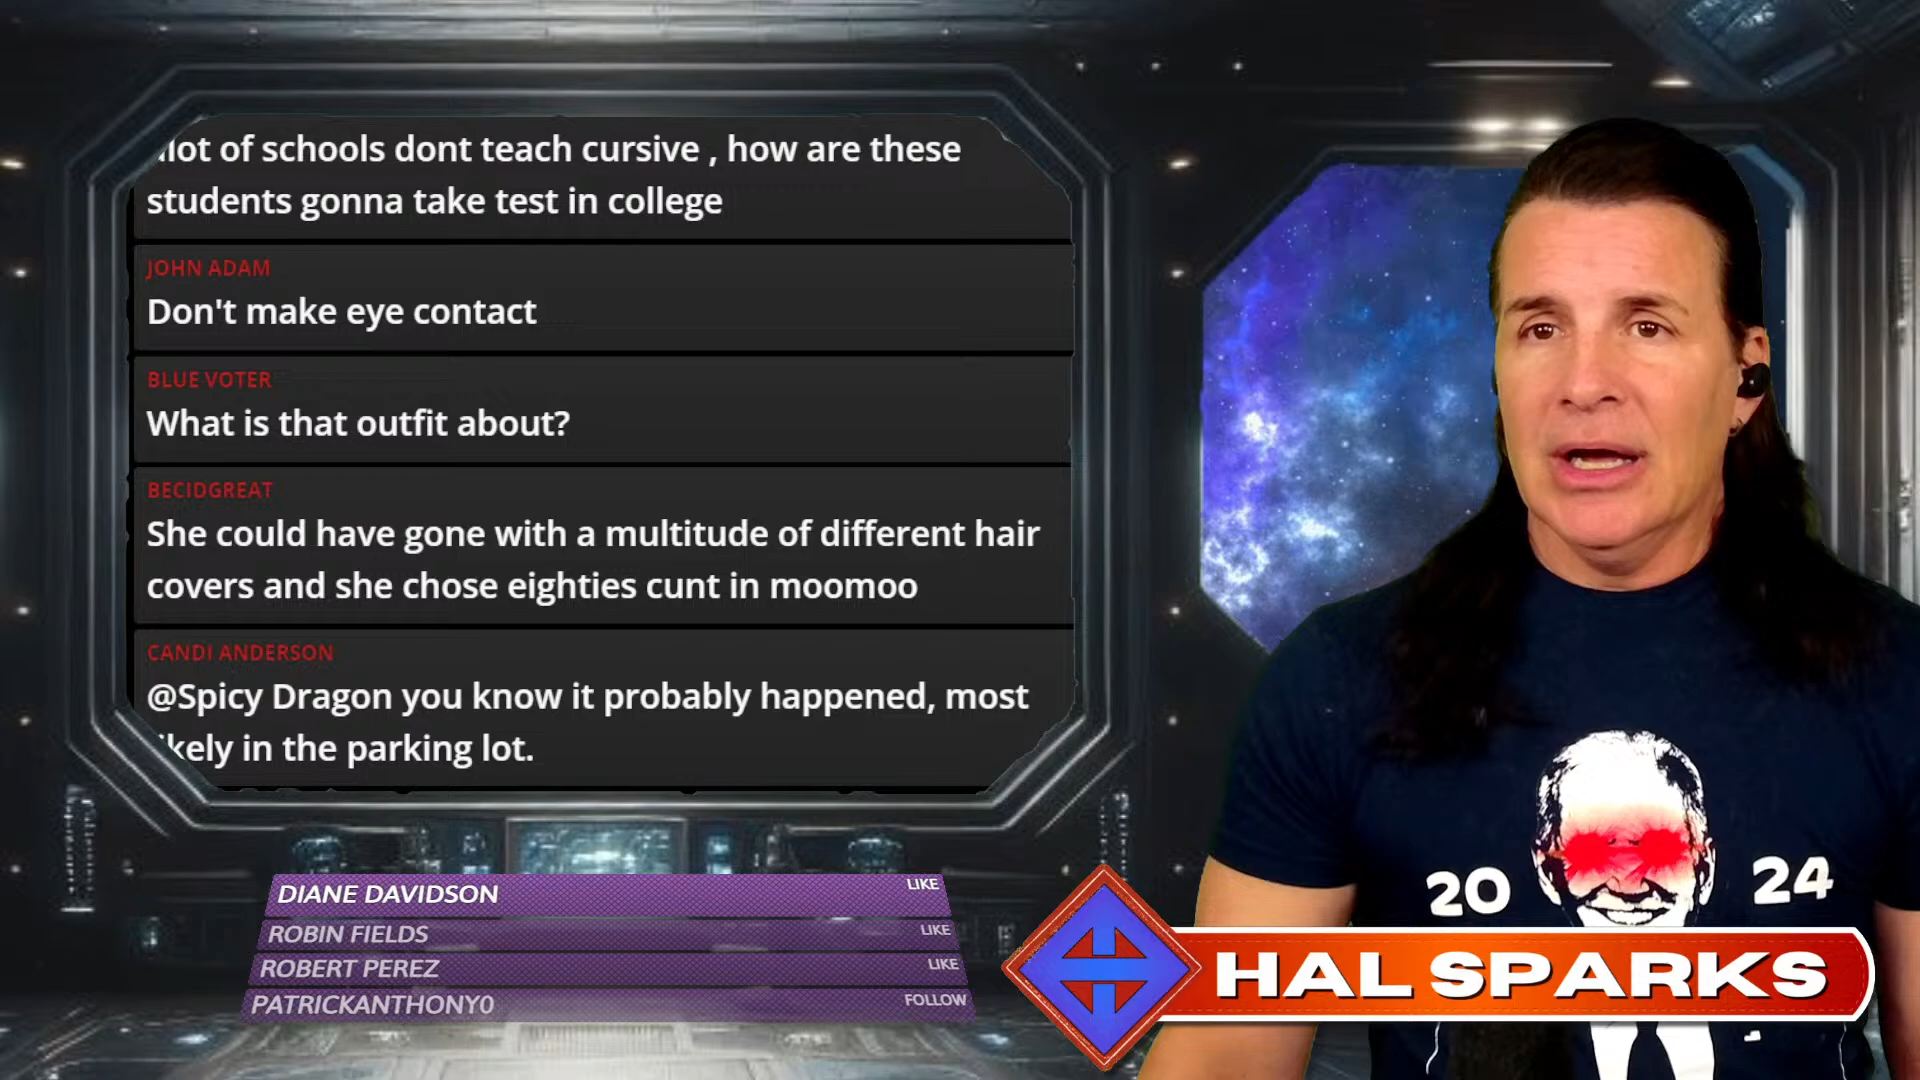 alot of schools dont teach cursive , how are these
students gonna take test in college
JOHN ADAM
Don't make eye contact
BLUE VOTER
What is that outfit about?
BECIDGREAT
She could have gone with a multitude of different hair
covers and she chose eighties cunt in moomoo
CANDI ANDERSON
@Spicy Dragon you know it probably happened, most
likely in the parking lot.
DIANE DAVIDSON LIKE
ROBIN FIELDS LIKE
ROBERT PEREZ LIKE
PATRICKANTHONY0 FOLLOW
20 24
HAL SPARKS